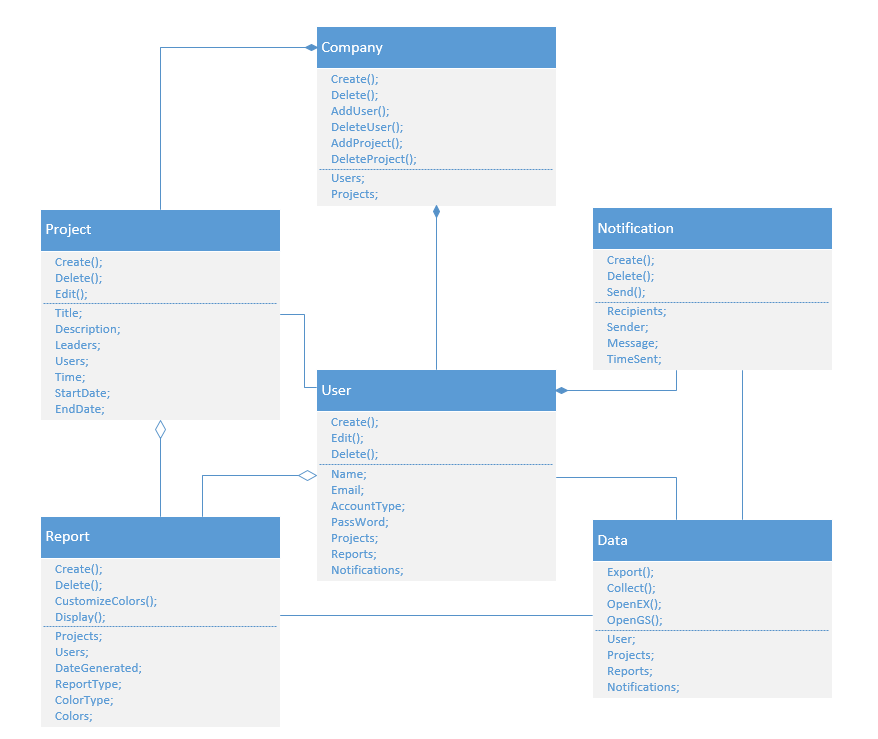 Company
Create();
Delete();
AddUser();
DeleteUser();
AddProject();
DeleteProject();
Users;
Projects;
Project
Create();
Delete();
Edit();
Title;
Description;
Leaders;
Users;
Time;
StartDate;
EndDate;
Notification
Create();
Delete();
Send();
Recipients;
Sender;
Message;
TimeSent;
User
Create();
Edit();
Delete();
Name;
Email;
AccountType;
PassWord;
Projects;
Reports;
Notifications;
Report
Create();
Delete();
CustomizeColors();
Display();
Projects;
Users;
DateGenerated;
ReportType;
ColorType;
Colors;
Data
Export();
Collect();
OpenEX();
OpenGS();
User;
Projects;
Reports;
Notifications;